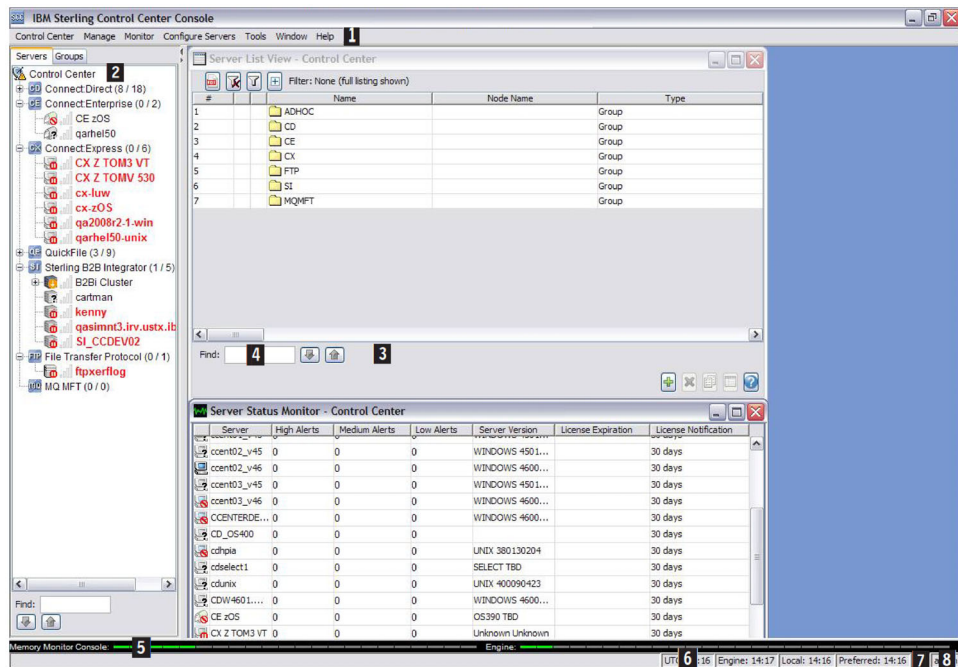 IBM Sterling Control Center Console
Control Center Manage Monitor Configure Servers Tools Window Help 1
Servers Groups
Control Center 2
Connect:Direct (8 / 18)
Connect:Enterprise (0 / 2)
CE zOS
qarhel50
Connect:Express (0 / 6)
CX Z TOM3 VT
CX Z TOMV 530
cx-luw
cx-zOS
qa2008r2-1-win
qarhel50-unix
QuickFile (3 / 9)
Sterling B2B Integrator (1 / 5)
B2Bi Cluster
cartman
kenny
qasimnt3.irv.ustx.ib
SI_CCDEV02
File Transfer Protocol (0 / 1)
ftpxerflog
MQ MFT (0 / 0)
Find:
Server List View - Control Center
Filter: None (full listing shown)
# Name Node Name Type
1 ADHOC Group
2 CD Group
3 CE Group
4 CX Group
5 FTP Group
6 SI Group
7 MQMFT Group
Find: 4 3
Server Status Monitor - Control Center
Server High Alerts Medium Alerts Low Alerts Server Version License Expiration License Notification
ccent02_v45 0 0 0 WINDOWS 4501... 30 days
ccent02_v46 0 0 0 WINDOWS 4600... 30 days
ccent03_v45 0 0 0 WINDOWS 4501... 30 days
ccent03_v46 0 0 0 WINDOWS 4600... 30 days
CCENTERDE... 0 0 0 WINDOWS 4600... 30 days
CD_OS400 0 0 0 30 days
cdhpia 0 0 0 UNIX 380130204 30 days
cdselect1 0 0 0 SELECT TBD 30 days
cdunix 0 0 0 UNIX 400090423 30 days
CDW4601.... 0 0 0 WINDOWS 4600... 30 days
CE zOS 0 0 0 OS390 TBD 30 days
CX Z TOM3 VT 0 0 0 Unknown Unknown 30 days
Memory Monitor Console: 5 Engine:
6 :16 Engine: 14:17 Local: 14:16 Preferred: 14:16 7 8